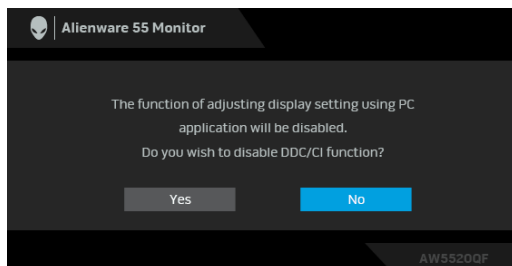 Alienware 55 Monitor
The function of adjusting display setting using PC
application will be disabled.
Do you wish to disable DDC/CI function?
Yes No
AW5520QF